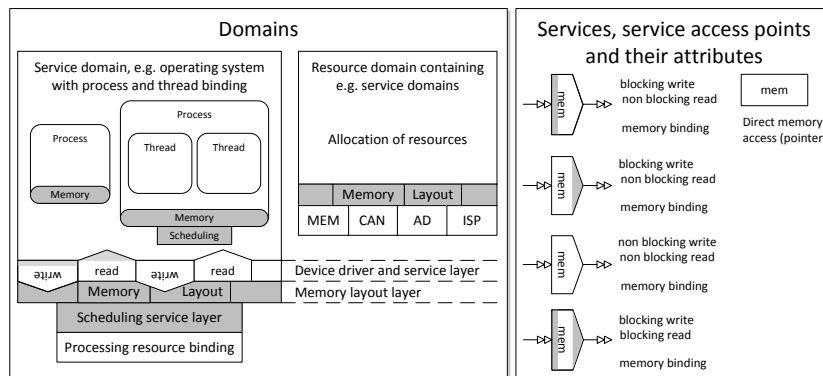 Domains
Service domain, e.g. operating system
with process and thread binding
Process
Memory
Process
Thread
Thread
Memory
Scheduling
write
read
write
read
Device driver and service layer
Memory
Layout
Memory layout layer
Scheduling service layer
Processing resource binding
Resource domain containing
e.g. service domains
Allocation of resources
Memory
Layout
MEM
CAN
AD
ISP
Services, service access points
and their attributes
mem
blocking write
non blocking read
memory binding
mem
Direct memory
access (pointer
mem
blocking write
non blocking read
memory binding
mem
non blocking write
non blocking read
memory binding
mem
blocking write
blocking read
memory binding